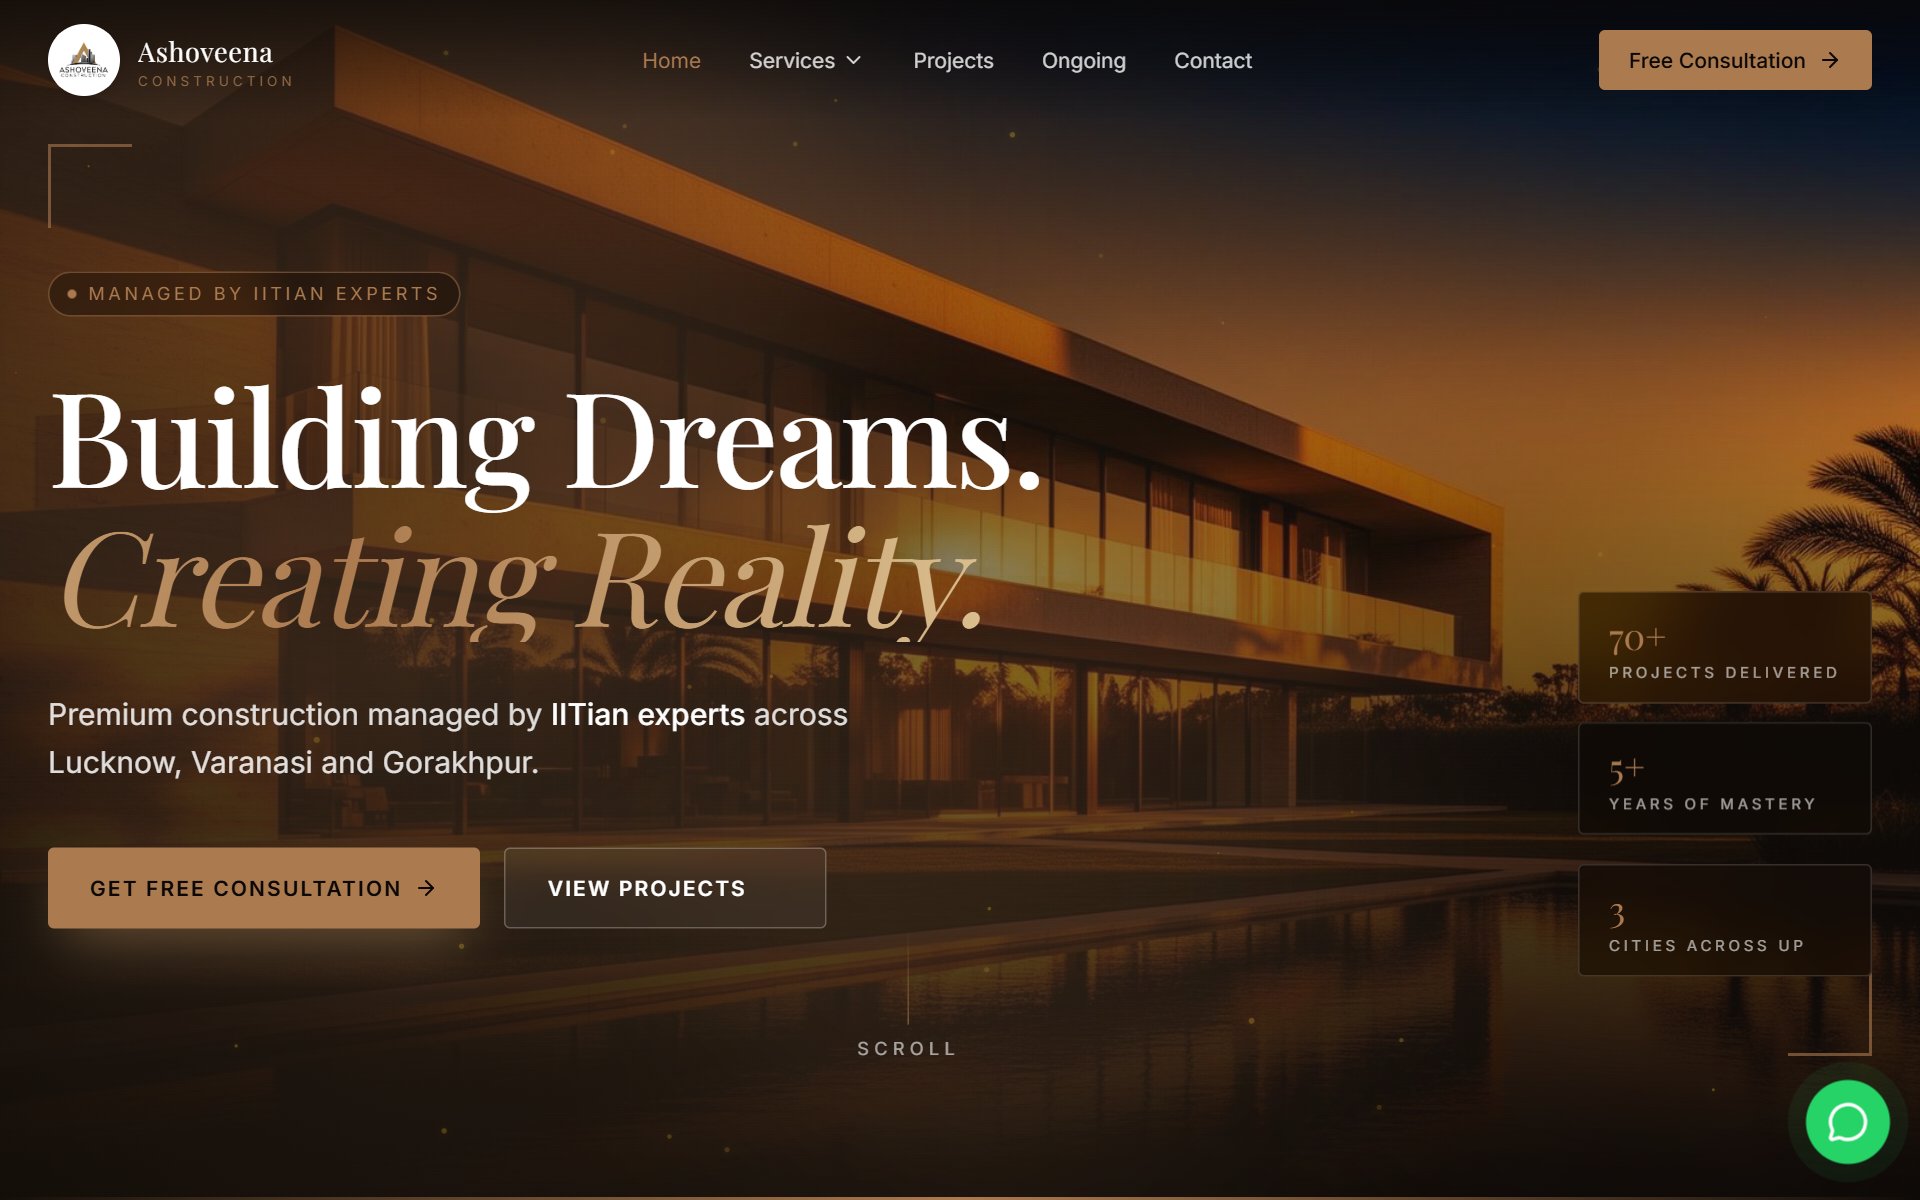 ASHOVEENA
CONSTRUCTION
Ashoveena
CONSTRUCTION
Home
Services
Projects
Ongoing
Contact
Free Consultation
MANAGED BY IITIAN EXPERTS
Building Dreams.
Creating Reality.
Premium construction managed by IITian experts across
Lucknow, Varanasi and Gorakhpur.
GET FREE CONSULTATION
VIEW PROJECTS
70+
PROJECTS DELIVERED
5+
YEARS OF MASTERY
3
CITIES ACROSS UP
SCROLL